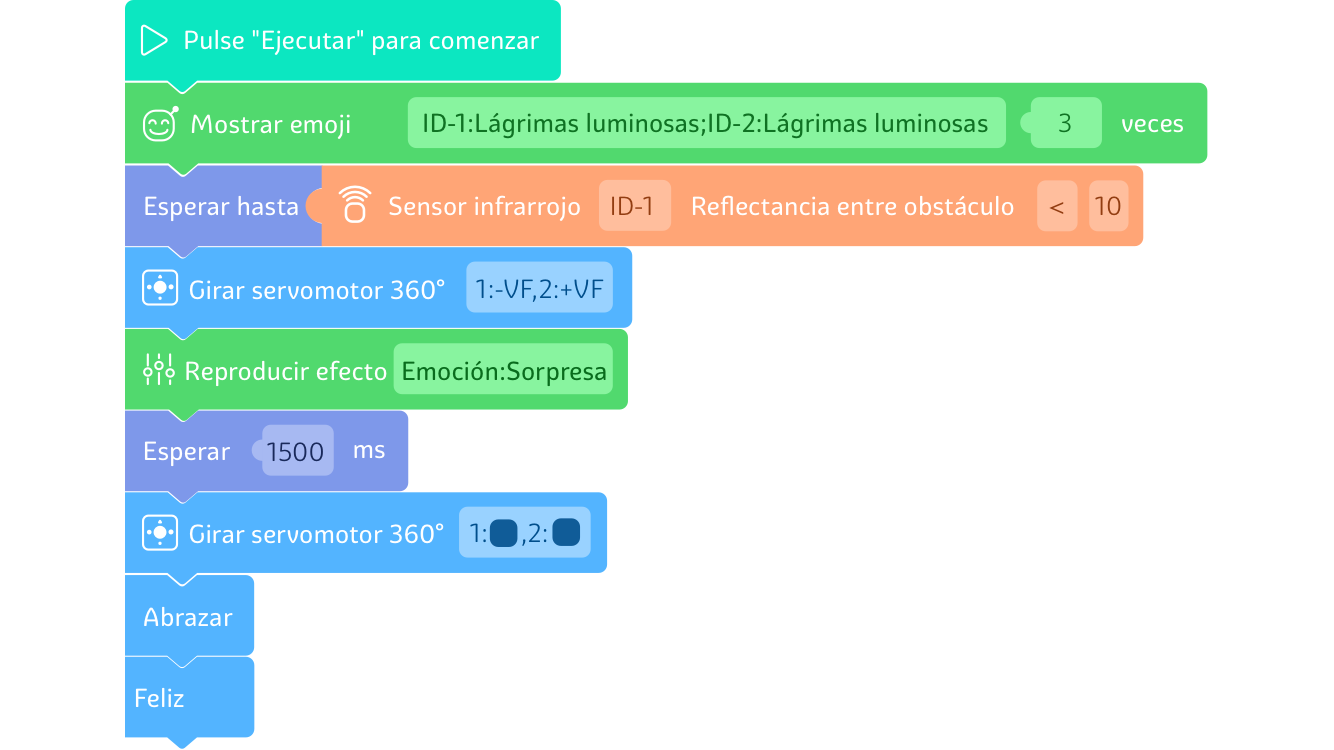 Pulse "Ejecutar" para comenzar
Mostrar emoji ID-1:Lágrimas luminosas;ID-2:Lágrimas luminosas 3 veces
Esperar hasta Sensor infrarrojo ID-1 Reflectancia entre obstáculo < 10
Girar servomotor 360° 1:-VF,2:+VF
Reproducir efecto Emoción:Sorpresa
Esperar 1500 ms
Girar servomotor 360° 1: ,2:
Abrazar
Feliz